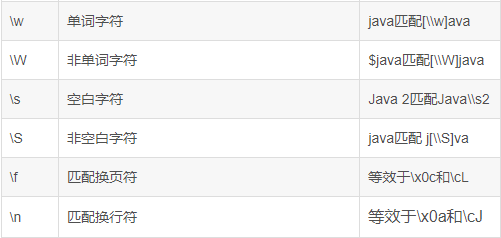 \w 单词字符 java匹配[\\w]ava
\W 非单词字符 $java匹配[\\W]java
\s 空白字符 Java 2匹配Java\\s2
\S 非空白字符 java匹配 j[\\S]va
\f 匹配换页符 等效于\x0c和\cL
\n 匹配换行符 等效于\x0a和\cJ